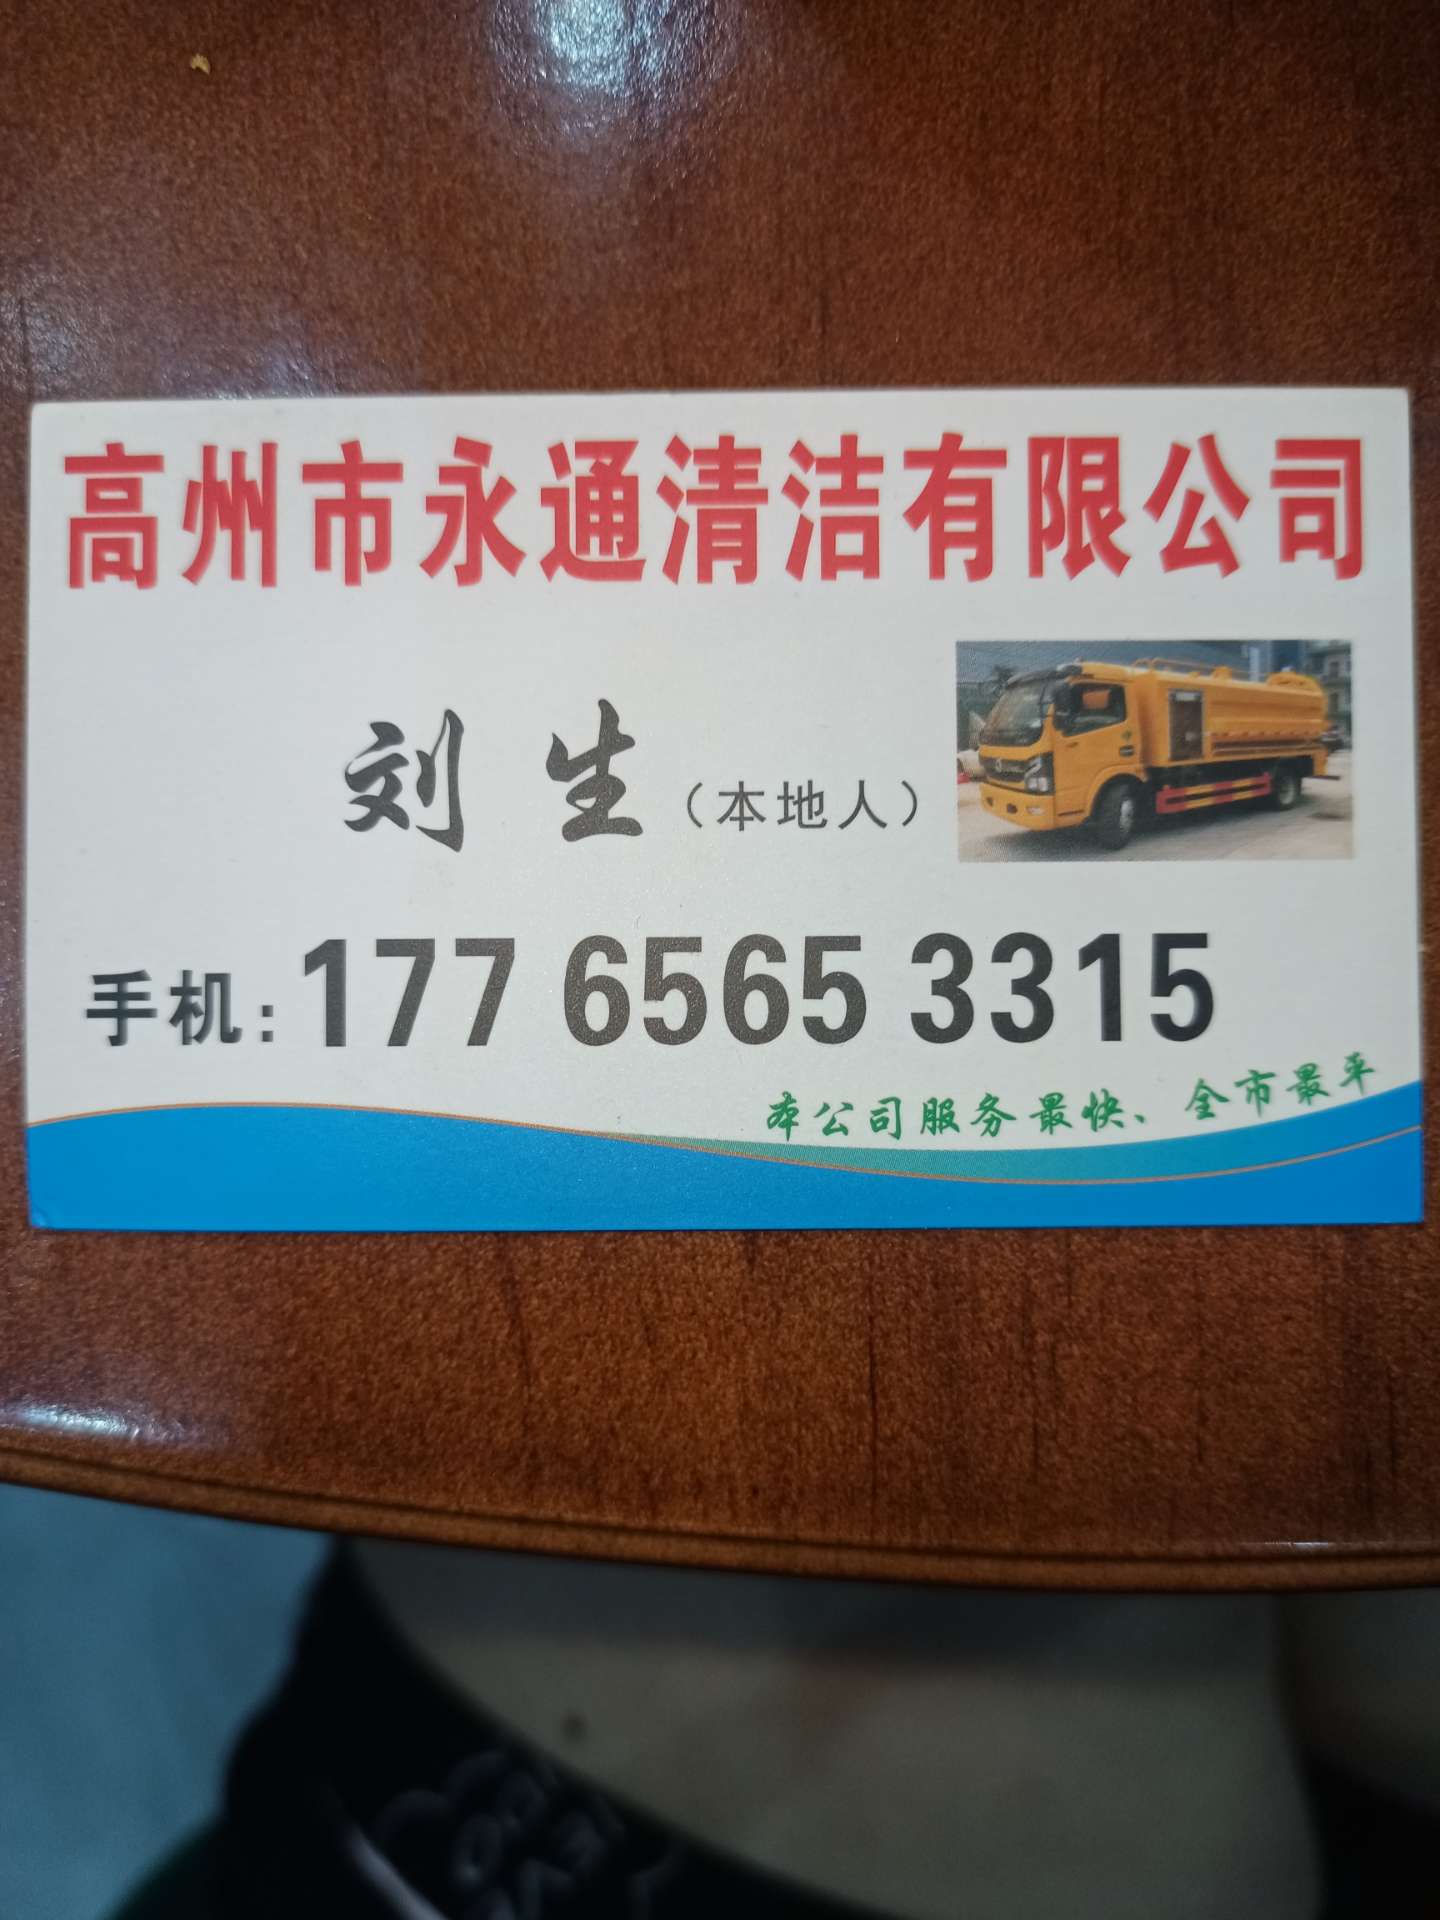 高州市永通清洁有限公司
刘生（本地人）
手机：177 6565 3315
本公司服务最快、全市最平